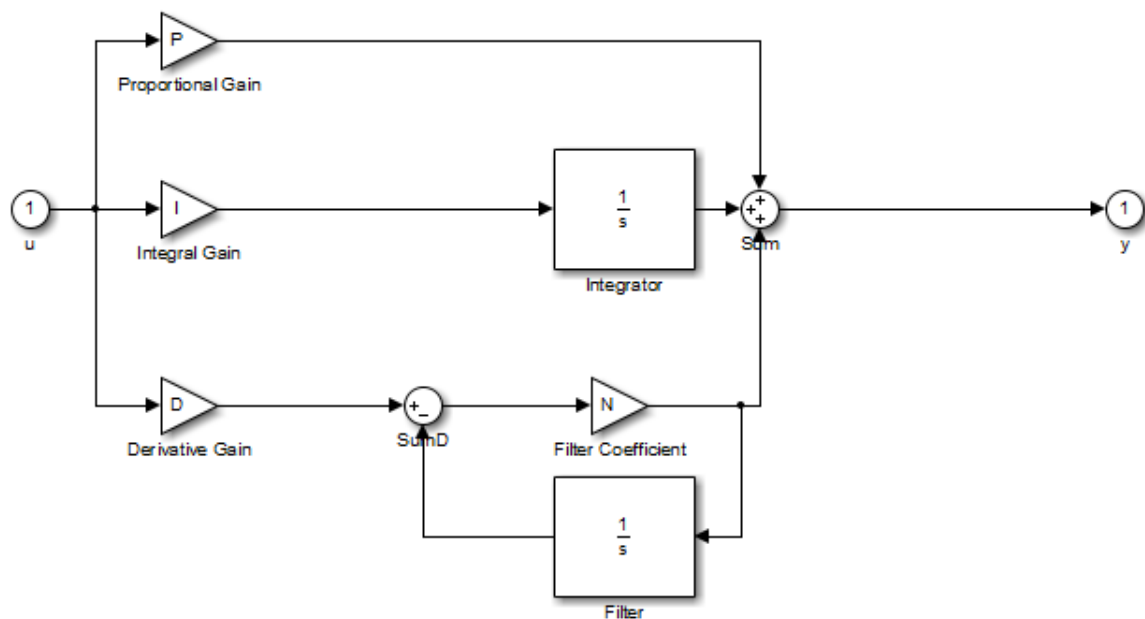 P
Proportional Gain
1
u
I
Integral Gain
1
s
Integrator
+
+
+
Sum
1
y
D
Derivative Gain
+
−
SumD
N
Filter Coefficient
1
s
Filter